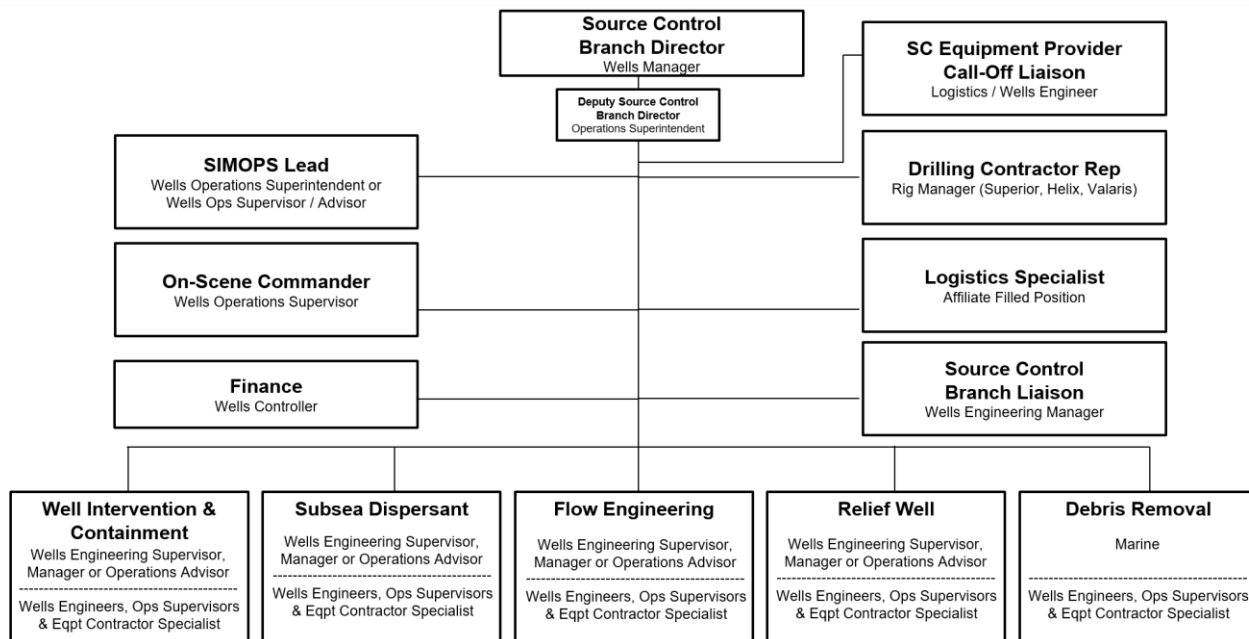 Source Control
Branch Director
Wells Manager
Deputy Source Control
Branch Director
Operations Superintendent
SC Equipment Provider
Call-Off Liaison
Logistics / Wells Engineer
SIMOPS Lead
Wells Operations Superintendent or
Wells Ops Supervisor / Advisor
Drilling Contractor Rep
Rig Manager (Superior, Helix, Valaris)
On-Scene Commander
Wells Operations Supervisor
Logistics Specialist
Affiliate Filled Position
Finance
Wells Controller
Source Control
Branch Liaison
Wells Engineering Manager
Well Intervention &
Containment
Wells Engineering Supervisor,
Manager or Operations Advisor
Wells Engineers, Ops Supervisors
& Eqpt Contractor Specialist
Subsea Dispersant
Wells Engineering Supervisor,
Manager or Operations Advisor
Wells Engineers, Ops Supervisors
& Eqpt Contractor Specialist
Flow Engineering
Wells Engineering Supervisor,
Manager or Operations Advisor
Wells Engineers, Ops Supervisors
& Eqpt Contractor Specialist
Relief Well
Wells Engineering Supervisor,
Manager or Operations Advisor
Wells Engineers, Ops Supervisors
& Eqpt Contractor Specialist
Debris Removal
Marine
Wells Engineers, Ops Supervisors
& Eqpt Contractor Specialist